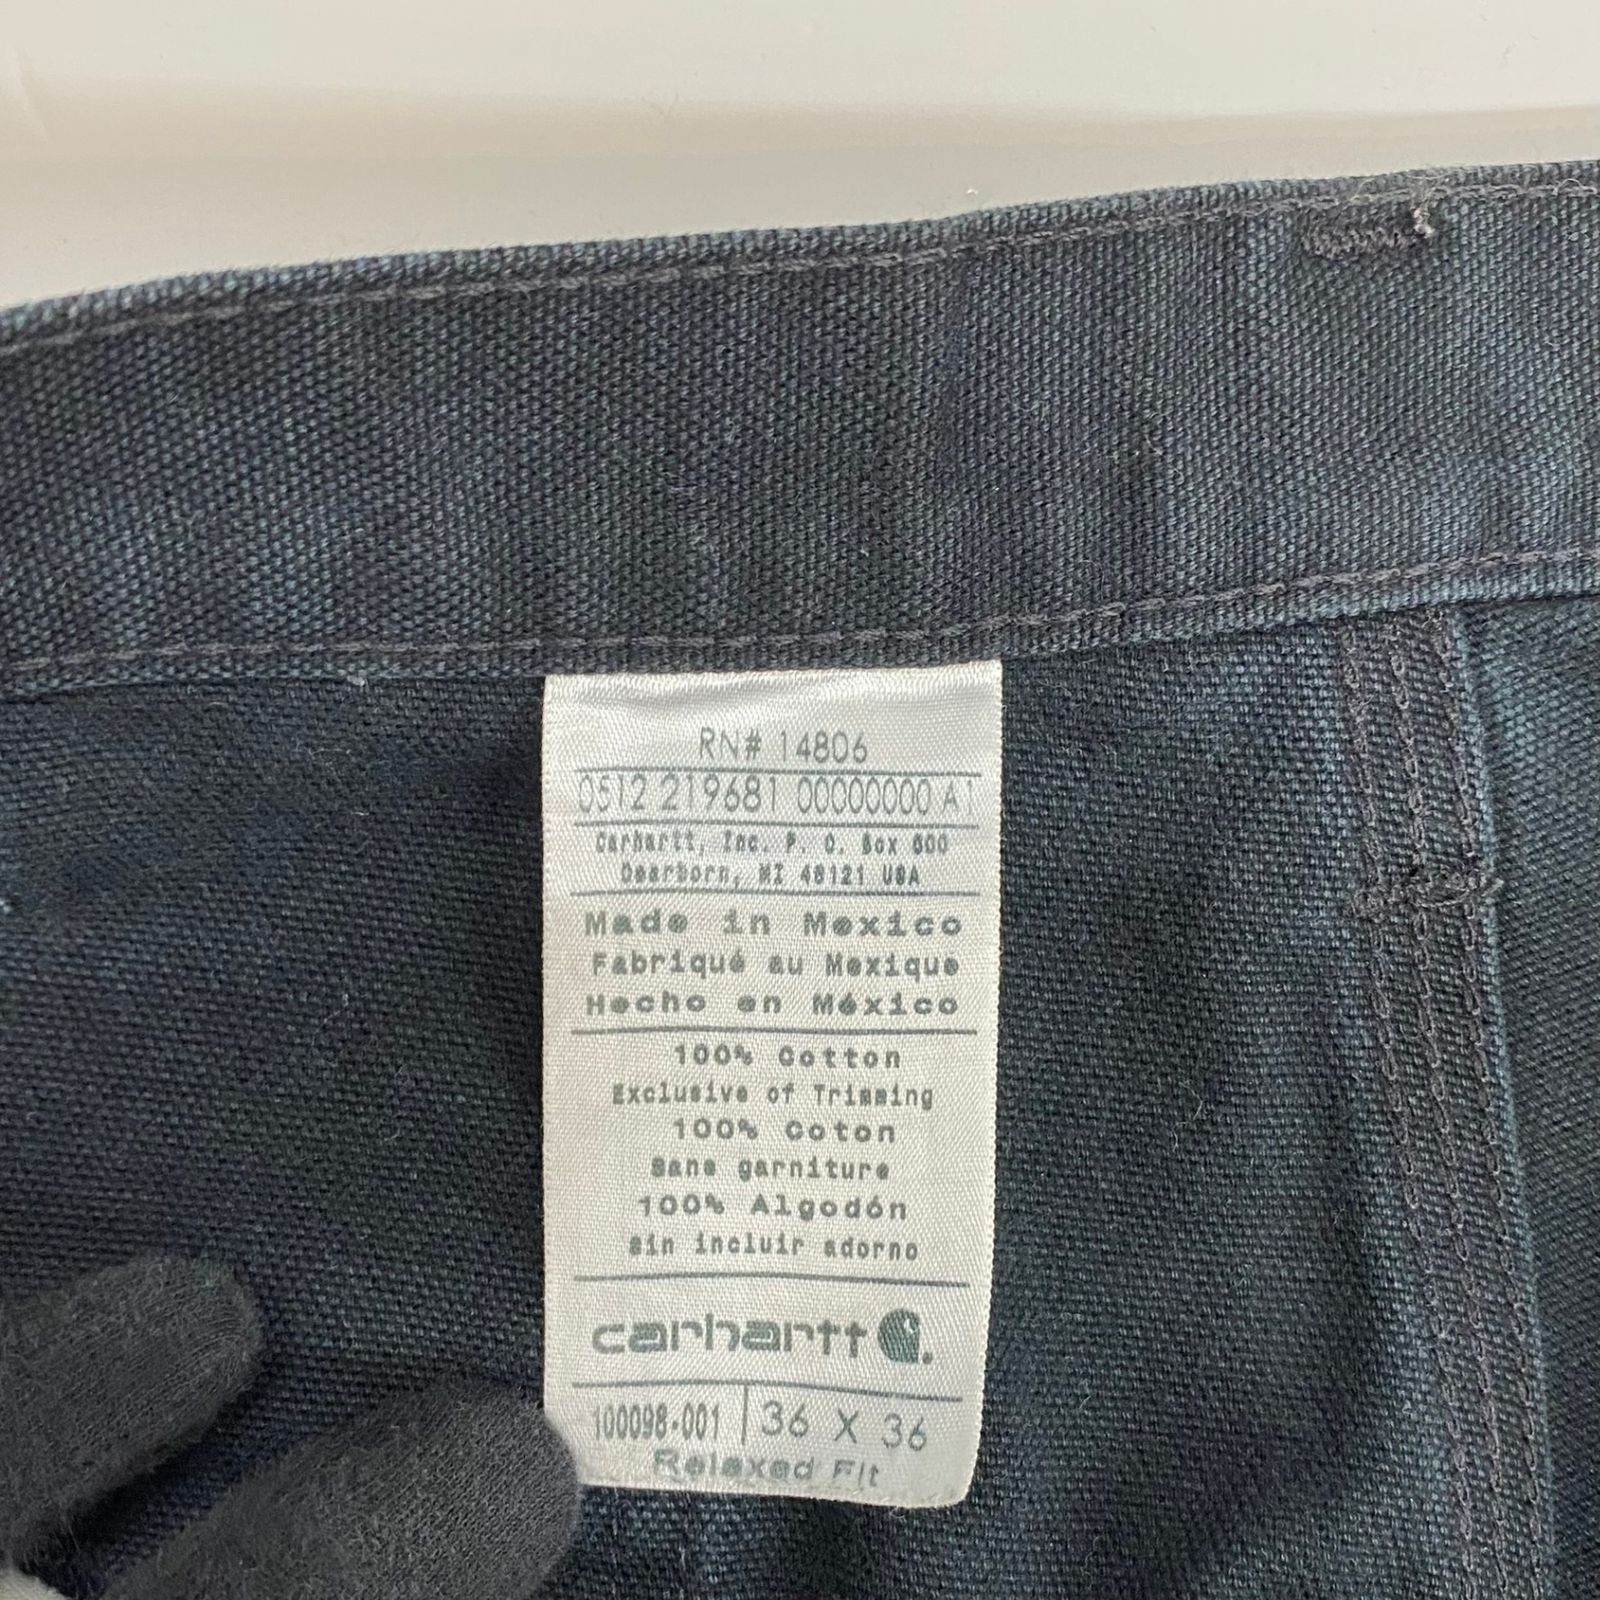 RN# 14806
0512 219681 00000000 A1
Carhartt, Inc. P. O. Box 600
Dearborn, MI 48121 USA
Made in Mexico
Fabriqué au Mexique
Hecho en México
100% Cotton
Exclusive of Trimming
100% Coton
Sans garniture
100% Algodón
sin incluir adorno
carhartt
100098-001 36 X 36
Relaxed Fit